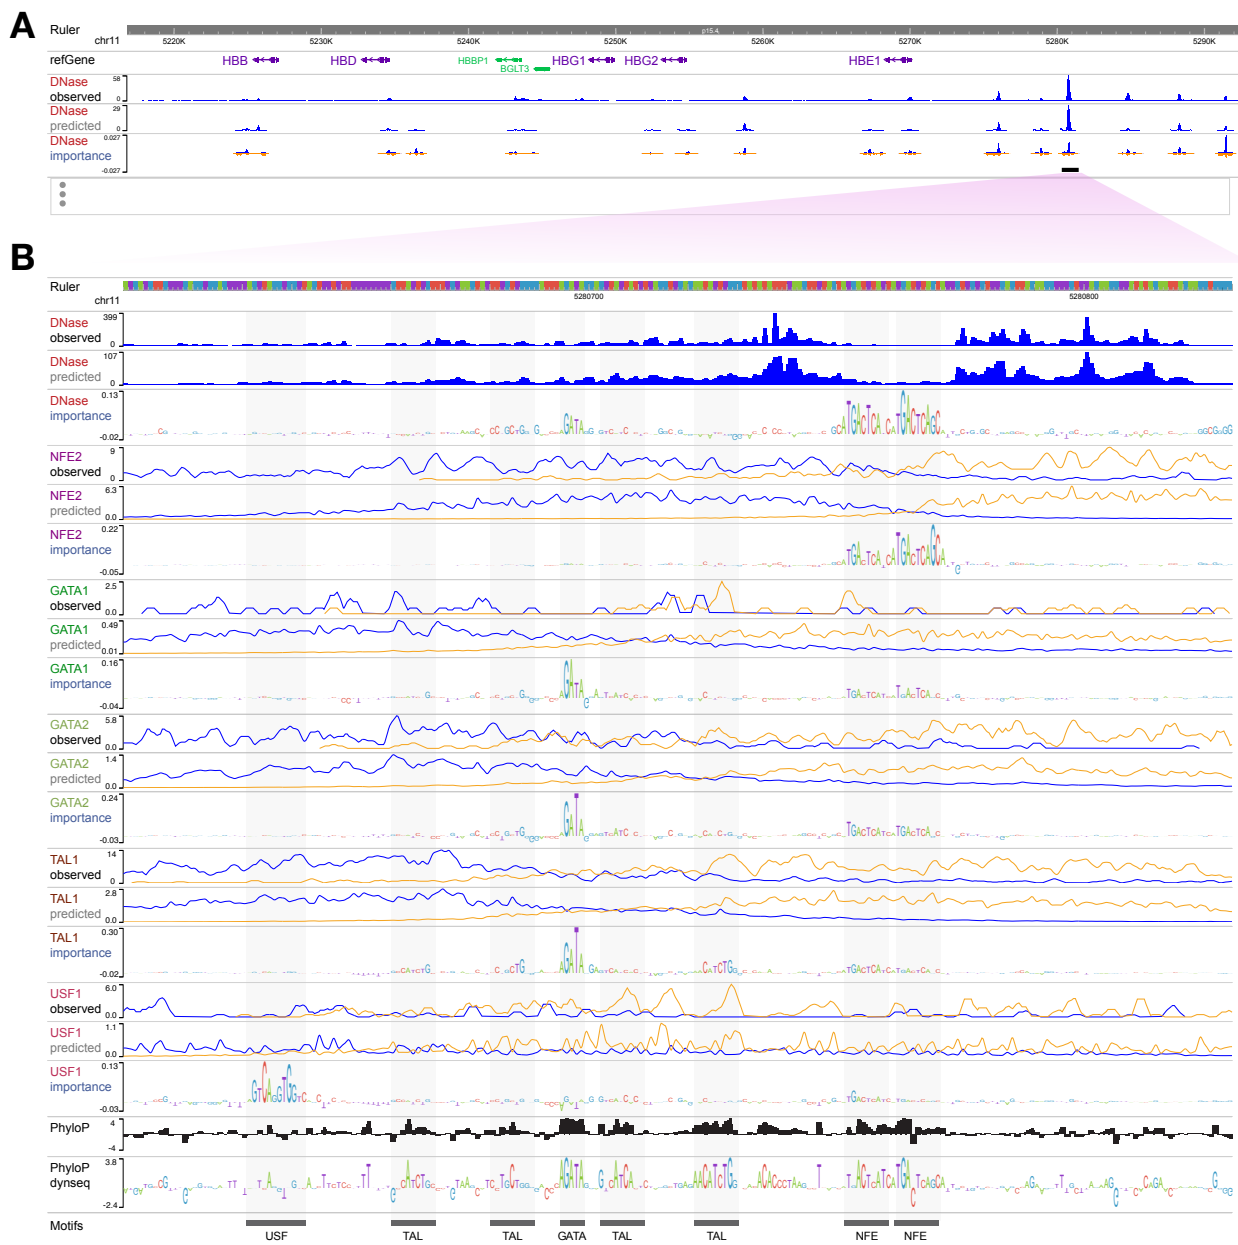 A
Ruler
p15.4
chr11 5220K 5230K 5240K 5250K 5260K 5270K 5280K 5290K
refGene HBB HBD HBBP1 BGLT3 HBG1 HBG2 HBE1
DNase 58
observed 0
DNase 29
predicted 0
DNase 0.027
importance
-0.027
B
Ruler
chr11 5280700 5280800
DNase 399
observed 0
DNase 107
predicted 0
DNase 0.13
importance
-0.02
NFE2 9
observed 0
NFE2 6.3
predicted 0.0
NFE2 0.22
importance
-0.05
GATA1 2.5
observed 0.0
GATA1 0.49
predicted 0.01
GATA1 0.16
importance
-0.04
GATA2 5.8
observed 0.0
GATA2 1.4
predicted 0.0
GATA2 0.24
importance
-0.03
TAL1 14
observed 0
TAL1 2.8
predicted 0.0
TAL1 0.30
importance
-0.02
USF1 6.0
observed 0.0
USF1 1.1
predicted 0.0
USF1 0.13
importance
-0.03
PhyloP 4
-4
PhyloP 3.8
dynseq
-2.4
Motifs
USF TAL TAL GATA TAL TAL NFE NFE